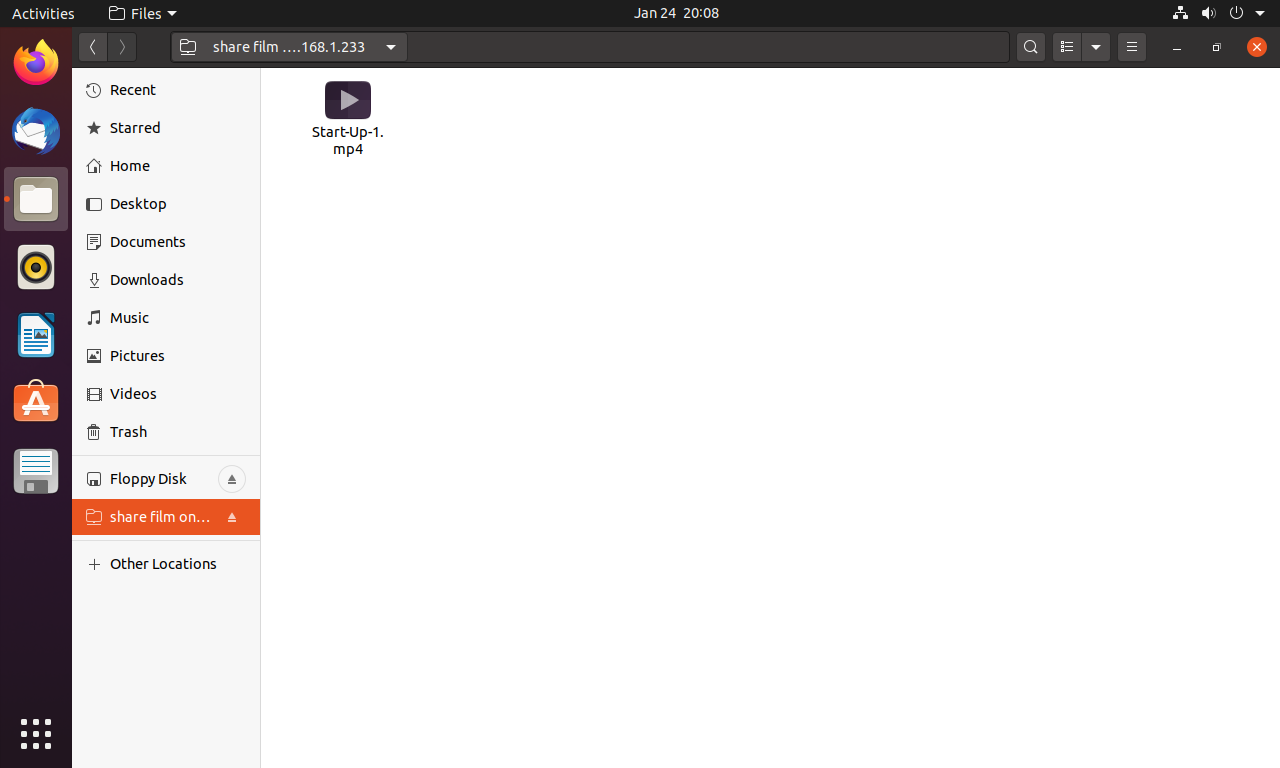 Activities
Files
Jan 24 20:08
share film ….168.1.233
Recent
Starred
Home
Desktop
Documents
Downloads
Music
Pictures
Videos
Trash
Floppy Disk
share film on…
Other Locations
Start-Up-1.
mp4